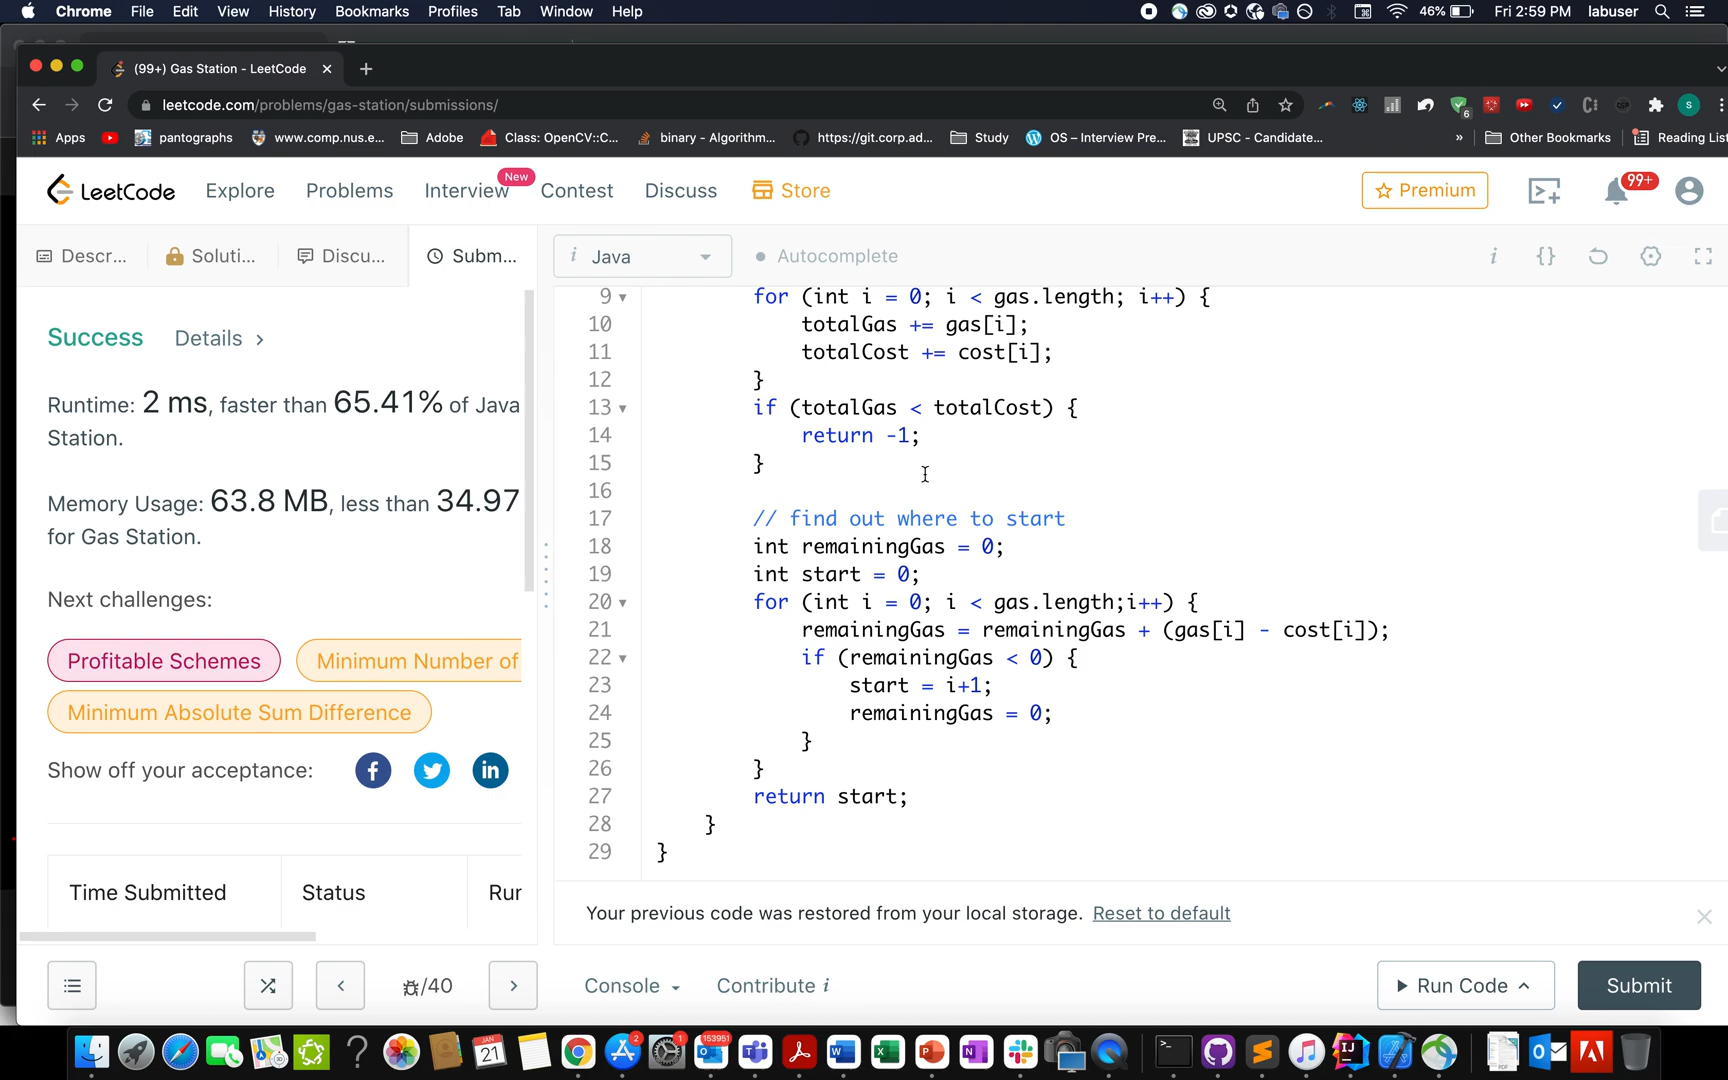 Chrome File Edit View History Bookmarks Profiles Tab Window Help 46% Fri 2:59 PM labuser
(99+) Gas Station - LeetCode
leetcode.com/problems/gas-station/submissions/
Apps pantographs www.comp.nus.e... Adobe Class: OpenCV::C... binary - Algorithm... https://git.corp.ad... Study OS – Interview Pre... UPSC - Candidate... » Other Bookmarks Reading List
LeetCode Explore Problems Interview New Contest Discuss Store Premium 99+
Descr... Soluti... Discu... Subm... i Java Autocomplete
9 for (int i = 0; i < gas.length; i++) {
10 totalGas += gas[i];
11 totalCost += cost[i];
12 }
13 if (totalGas < totalCost) {
14 return -1;
15 }
16
17 // find out where to start
18 int remainingGas = 0;
19 int start = 0;
20 for (int i = 0; i < gas.length;i++) {
21 remainingGas = remainingGas + (gas[i] - cost[i]);
22 if (remainingGas < 0) {
23 start = i+1;
24 remainingGas = 0;
25 }
26 }
27 return start;
28 }
29 }
Success Details >
Runtime: 2 ms, faster than 65.41% of Java
Station.
Memory Usage: 63.8 MB, less than 34.97
for Gas Station.
Next challenges:
Profitable Schemes Minimum Number of
Minimum Absolute Sum Difference
Show off your acceptance:
Time Submitted Status Run
Your previous code was restored from your local storage. Reset to default
/40 Console Contribute i Run Code Submit
JAN 21 2 1 153951